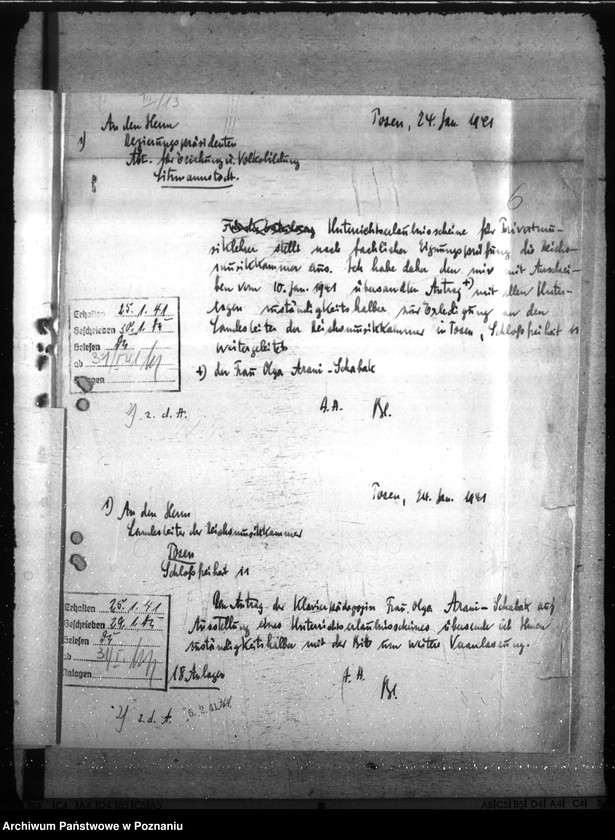 III/13
An den Herrn
Posen, 24. Jan. 1941
1) Regierungspräsidenten
Abt. für Erziehung u. Volksbildung
Litzmannstadt.
6
Unterrichtserlaubnisscheine für Privatmu-
siklehrer stellt nach fachlicher Eignungsprüfung die Reichs-
musikkammer aus. Ich habe daher den mir mit Anschrei-
ben vom 10. Jan. 1941 übersandten Antrag +) mit allen Unter-
lagen zuständigkeitshalber zur Erledigung an den
Landesleiter der Reichsmusikkammer in Posen, Schloßfreiheit 11
weitergeleitet
+) der Frau Olga Arani-Schabak
Erhalten 25.1.41
Geschrieben
Gelesen
ab
Anlagen
2) z. d. A.
A. A.
Posen, 24. Jan. 1941
1) An den Herrn
Landesleiter der Reichsmusikkammer
Posen
Schloßfreiheit 11
Den Antrag der Klavierpädagogin Frau Olga Arani-Schabak auf
Ausstellung eines Unterrichtserlaubnisscheines übersende ich Ihnen
zuständigkeitshalber mit der Bitte um weitere Veranlassung.
Erhalten 25.1.41
Geschrieben 29.1.
Gelesen
ab
Anlagen
18 Anlagen
A. A.
2) z. d. A.
Archiwum Państwowe w Poznaniu